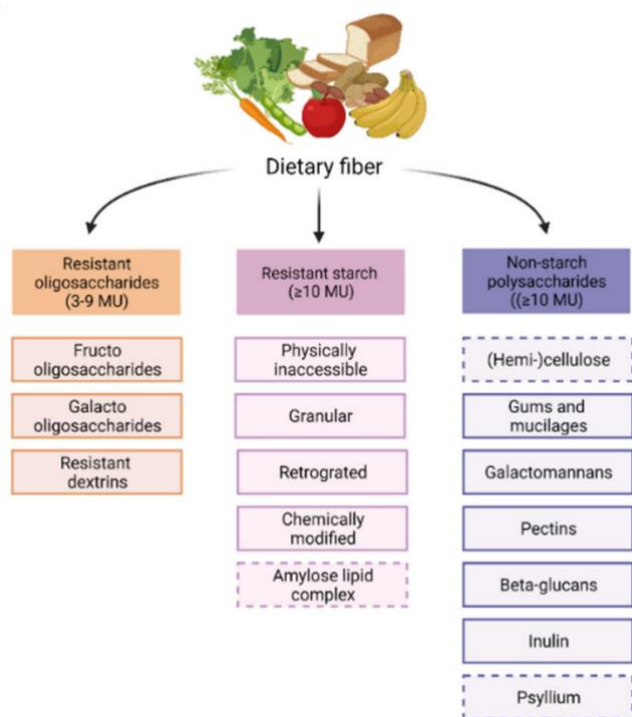 Dietary fiber
Resistant
oligosaccharides
(3-9 MU)
Fructo
oligosaccharides
Galacto
oligosaccharides
Resistant
dextrins
Resistant starch
(≥10 MU)
Physically
inaccessible
Granular
Retrograted
Chemically
modified
Amylose lipid
complex
Non-starch
polysaccharides
((≥10 MU)
(Hemi-)cellulose
Gums and
mucilages
Galactomannans
Pectins
Beta-glucans
Inulin
Psyllium